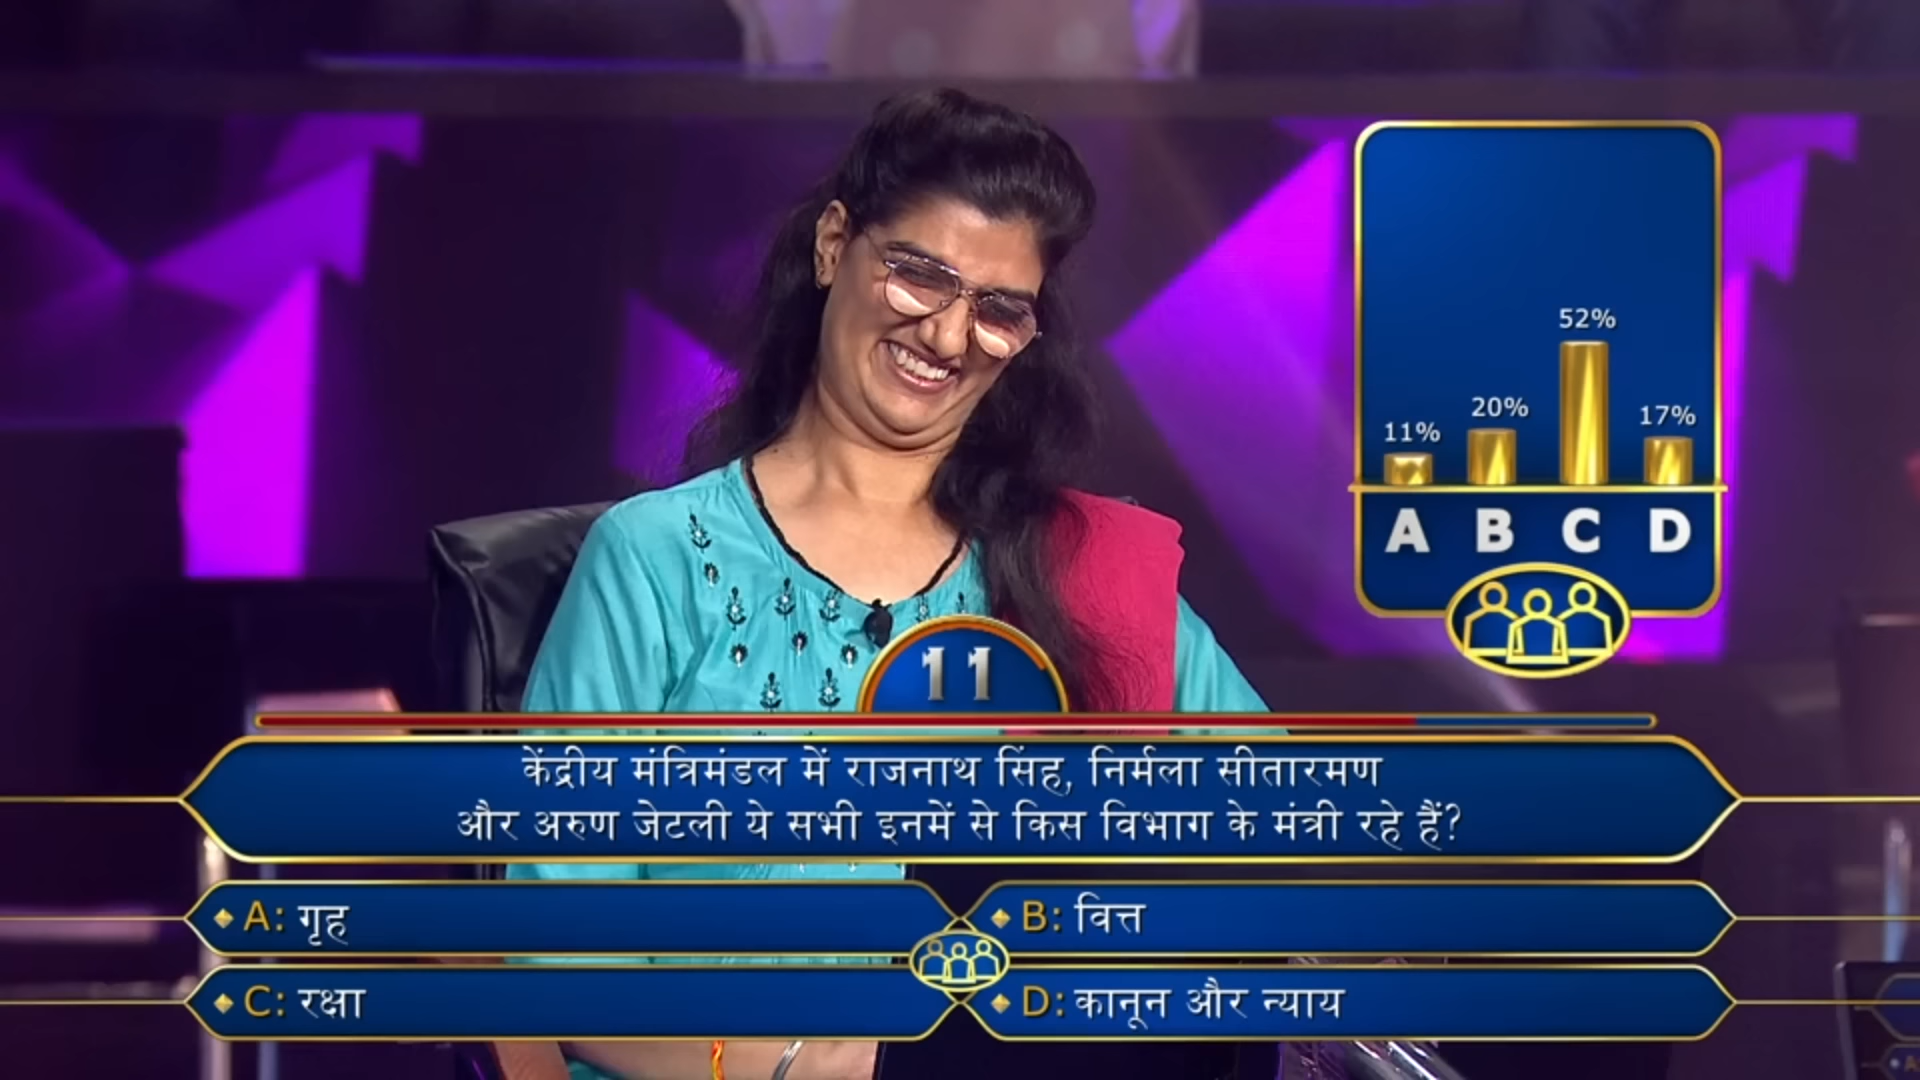 52%
20%
17%
11%
A B C D
11
केंद्रीय मंत्रिमंडल में राजनाथ सिंह, निर्मला सीतारमण
और अरुण जेटली ये सभी इनमें से किस विभाग के मंत्री रहे हैं?
A: गृह
B: वित्त
C: रक्षा
D: कानून और न्याय